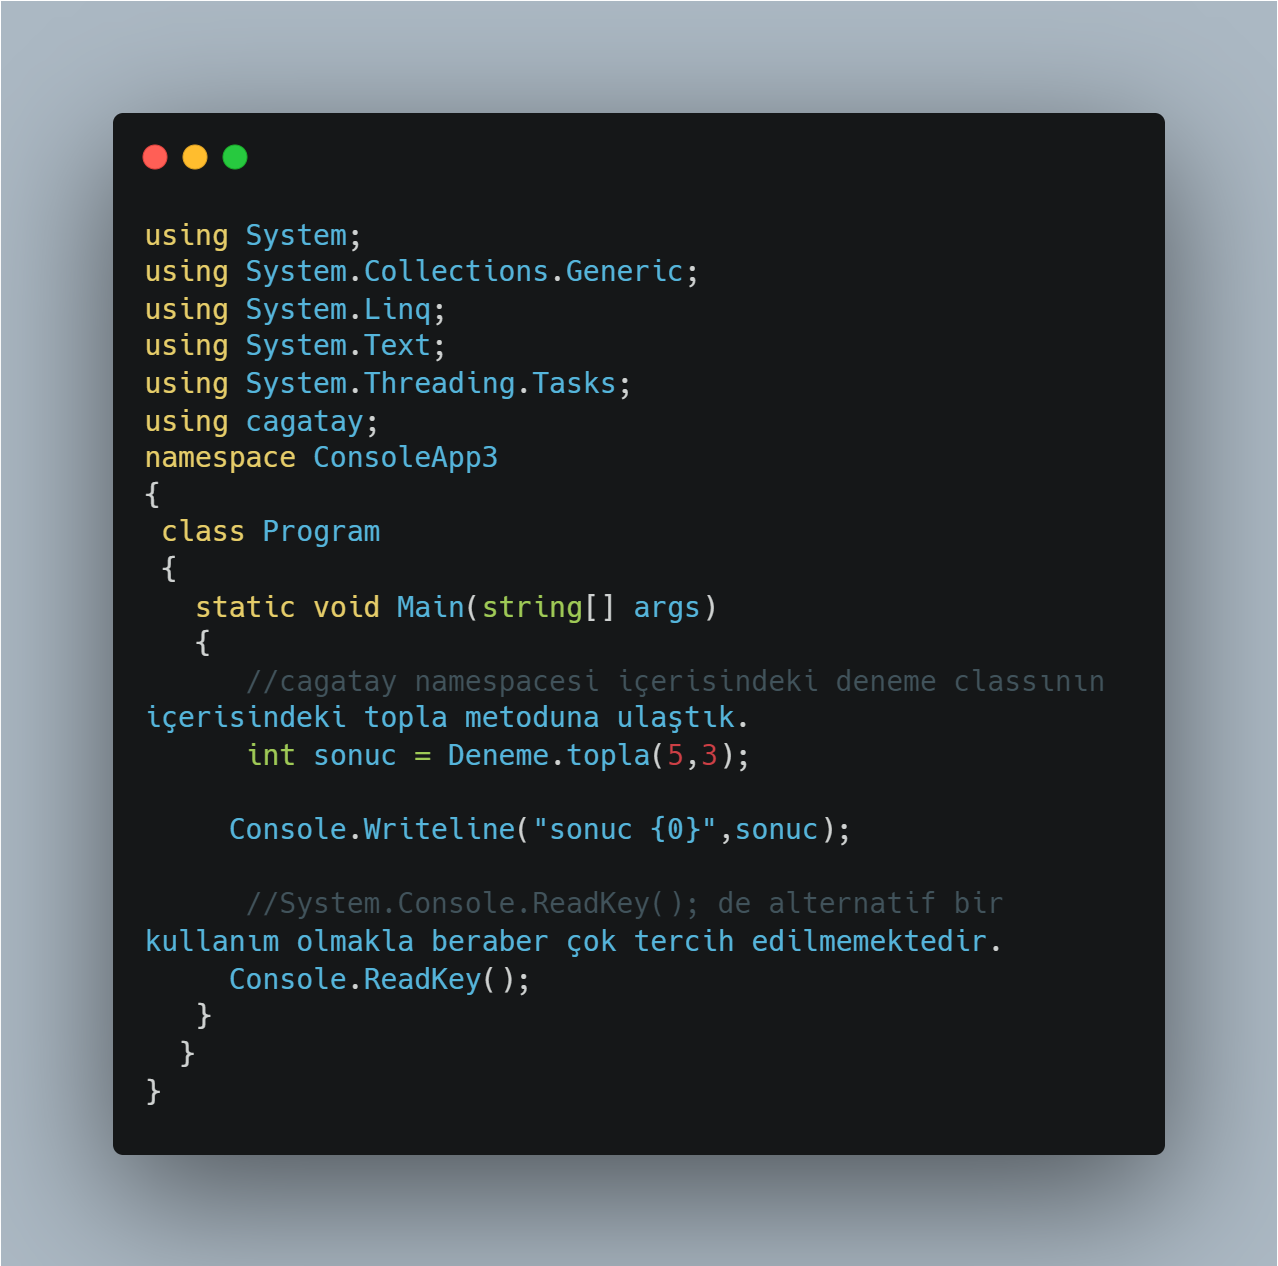 using System;
using System.Collections.Generic;
using System.Linq;
using System.Text;
using System.Threading.Tasks;
using cagatay;
namespace ConsoleApp3
{
 class Program
 {
   static void Main(string[] args)
   {
      //cagatay namespacesi içerisindeki deneme classının
içerisindeki topla metoduna ulaştık.
      int sonuc = Deneme.topla(5,3);

     Console.Writeline("sonuc {0}",sonuc);

      //System.Console.ReadKey(); de alternatif bir
kullanım olmakla beraber çok tercih edilmemektedir.
     Console.ReadKey();
   }
  }
}